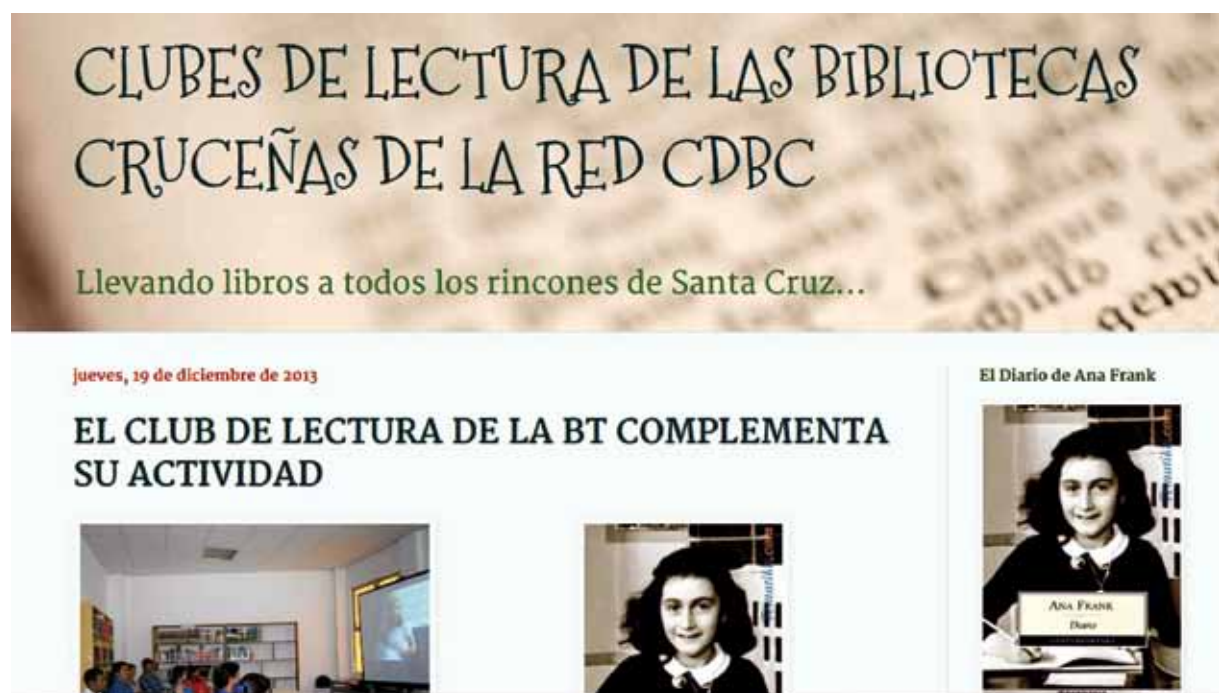 CLUBES DE LECTURA DE LAS BIBLIOTECAS
CRUCEÑAS DE LA RED CDBC
Llevando libros a todos los rincones de Santa Cruz...
jueves, 19 de diciembre de 2013
EL CLUB DE LECTURA DE LA BT COMPLEMENTA
SU ACTIVIDAD
El Diario de Ana Frank
ANA FRANK
Diario